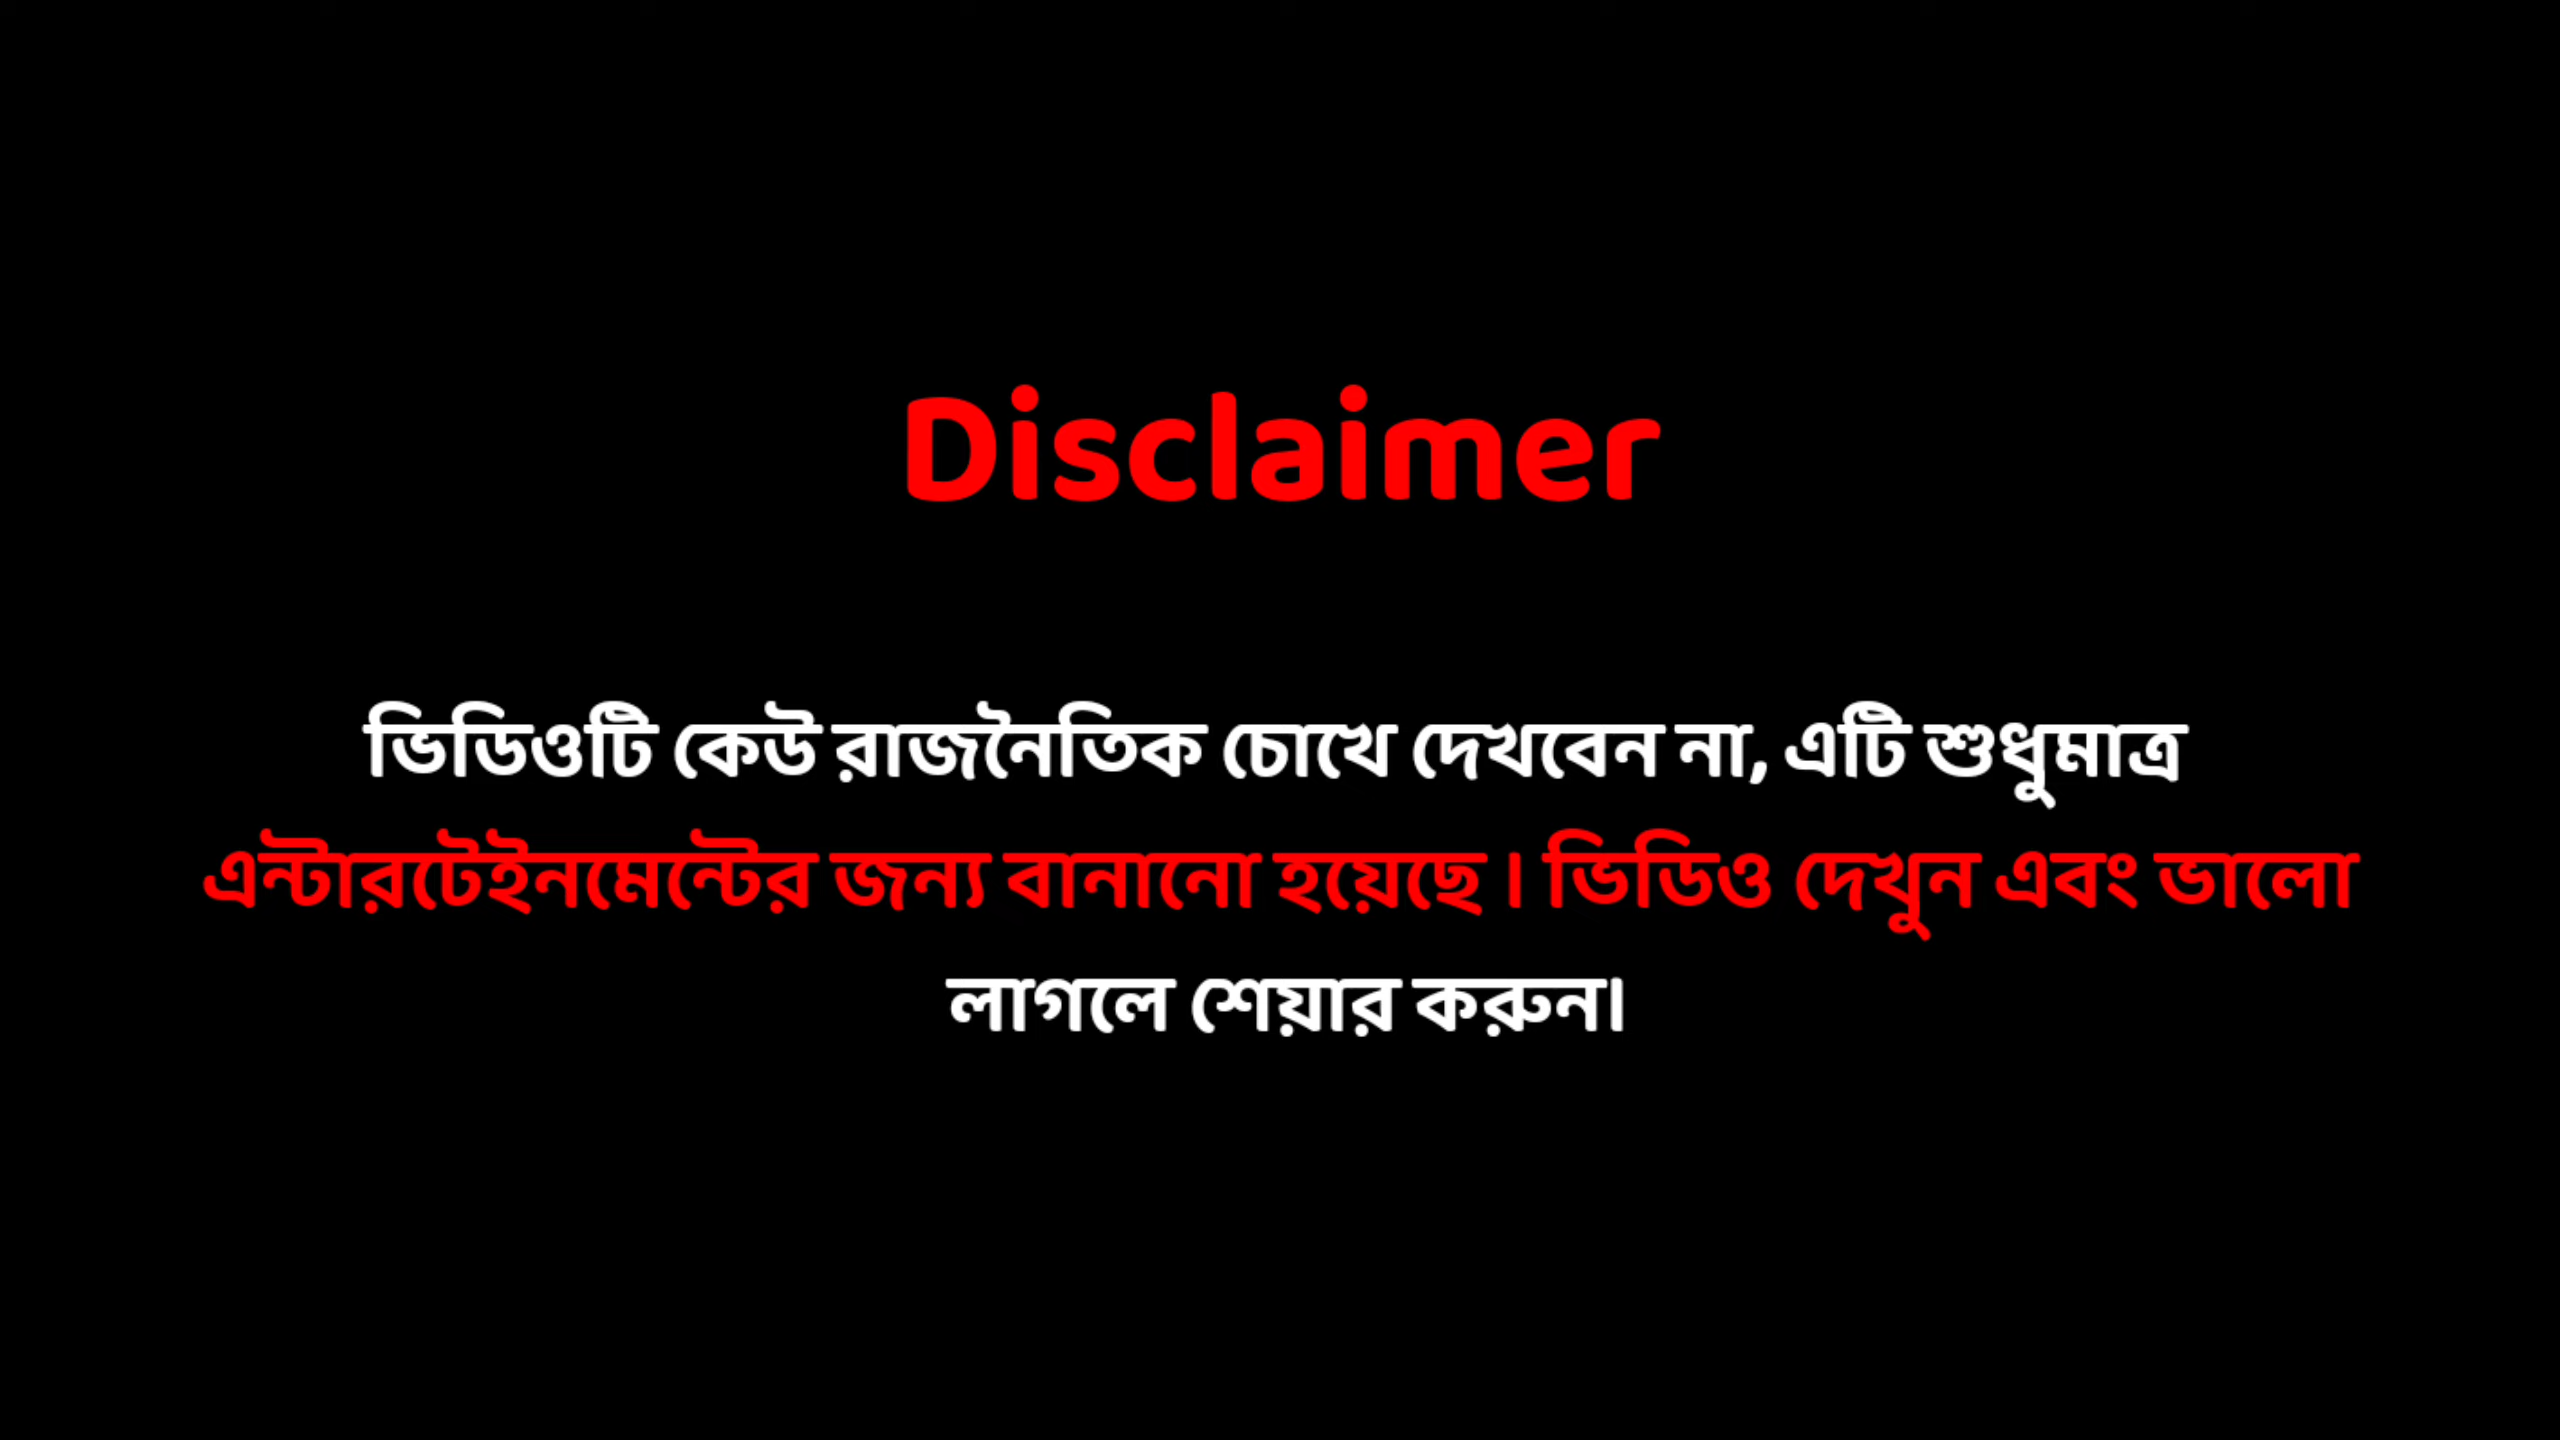 Disclaimer
ভিডিওটি কেউ রাজনৈতিক চোখে দেখবেন না, এটি শুধুমাত্র
এন্টারটেইনমেন্টের জন্য বানানো হয়েছে । ভিডিও দেখুন এবং ভালো
লাগলে শেয়ার করুন।